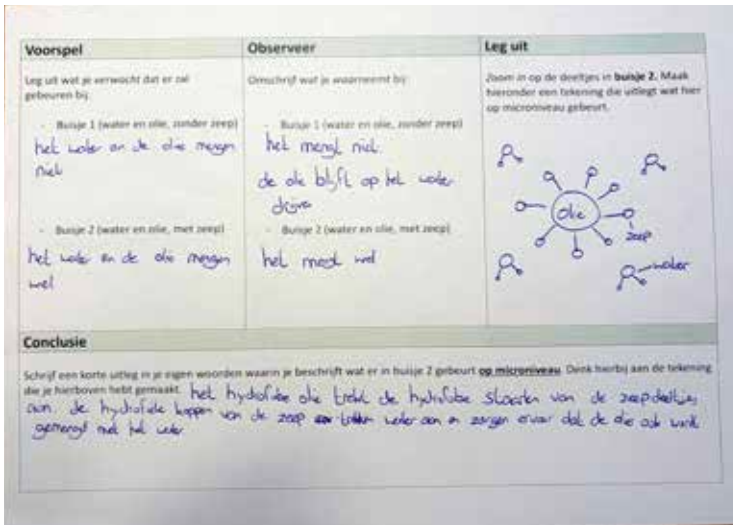 Voorspel
Leg uit wat je verwacht dat er zal
gebeuren bij:
- Buisje 1 (water en olie, zonder zeep)
het water en de olie mengen
niet
- Buisje 2 (water en olie, met zeep)
het water en de olie mengen
wel
Observeer
Omschrijf wat je waarneemt bij:
- Buisje 1 (water en olie, zonder zeep)
het mengt niet.
de olie blijft op het water
drijven
- Buisje 2 (water en olie, met zeep)
het mengt wel
Leg uit
Zoom in op de deeltjes in buisje 2. Maak
hieronder een tekening die uitlegt wat hier
op microniveau gebeurt.
olie
zeep
water
Conclusie
Schrijf een korte uitleg in je eigen woorden waarin je beschrijft wat er in buisje 2 gebeurt op microniveau. Denk hierbij aan de tekening
die je hierboven hebt gemaakt. het hydrofobe olie trekt de hydrofobe staarten van de zeepdeeltjes
aan. de hydrofiele koppen van de zeep trekken water aan en zorgen ervoor dat de olie ook wordt
gemengd met het water